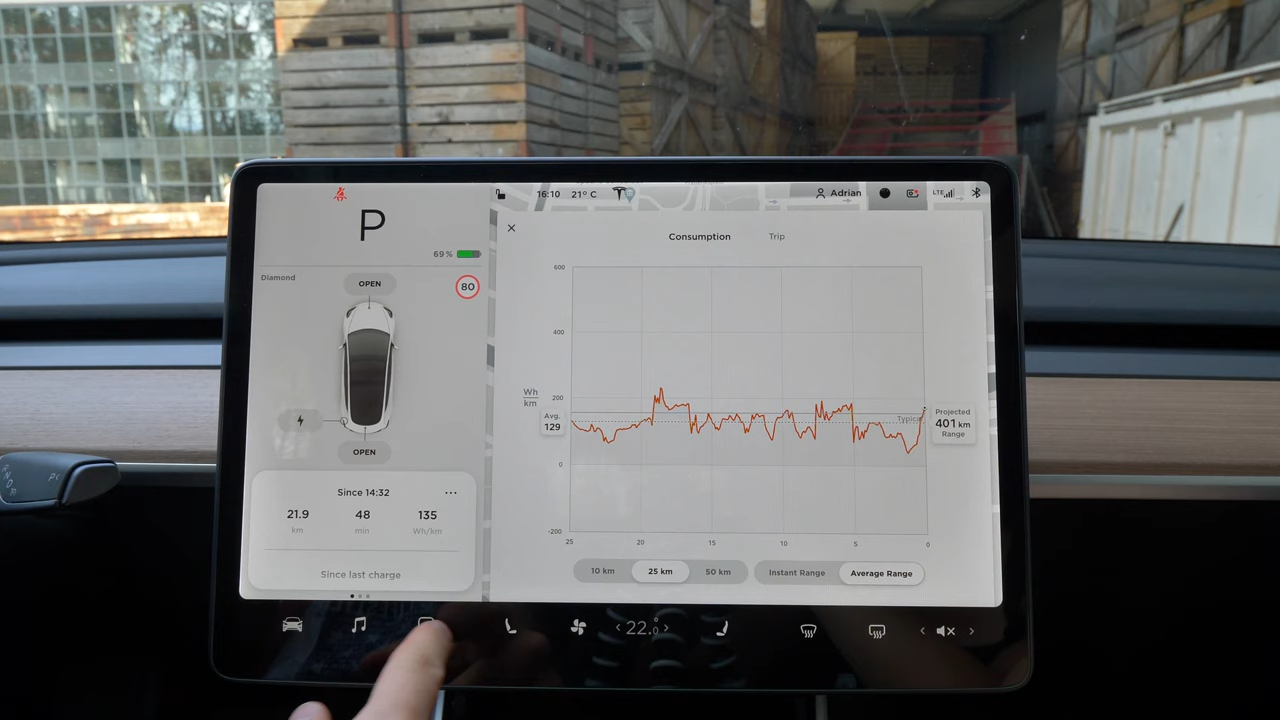 P
69 %
Diamond
OPEN
80
OPEN
Since 14:32
...
21.9
48
135
km
min
Wh/km
Since last charge
16:10
21° C
Adrian
LTE
Consumption
Trip
600
400
200
0
-200
Wh
km
Avg.
129
Typical
Projected
401 km
Range
25
20
15
10
5
0
10 km
25 km
50 km
Instant Range
Average Range
22.0